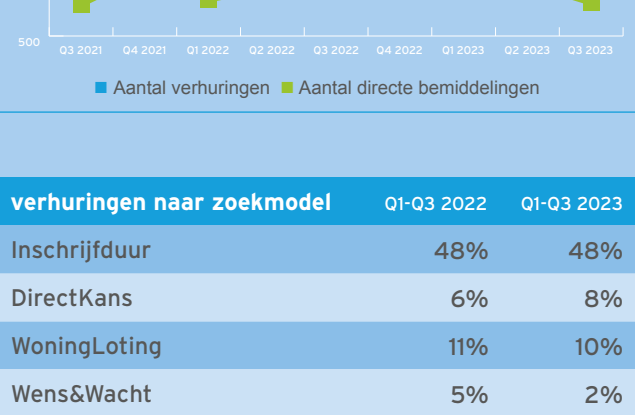 500
Q3 2021 Q4 2021 Q1 2022 Q2 2022 Q3 2022 Q4 2022 Q1 2023 Q2 2023 Q3 2023
Aantal verhuringen Aantal directe bemiddelingen
verhuringen naar zoekmodel Q1-Q3 2022 Q1-Q3 2023
Inschrijfduur 48% 48%
DirectKans 6% 8%
WoningLoting 11% 10%
Wens&Wacht 5% 2%